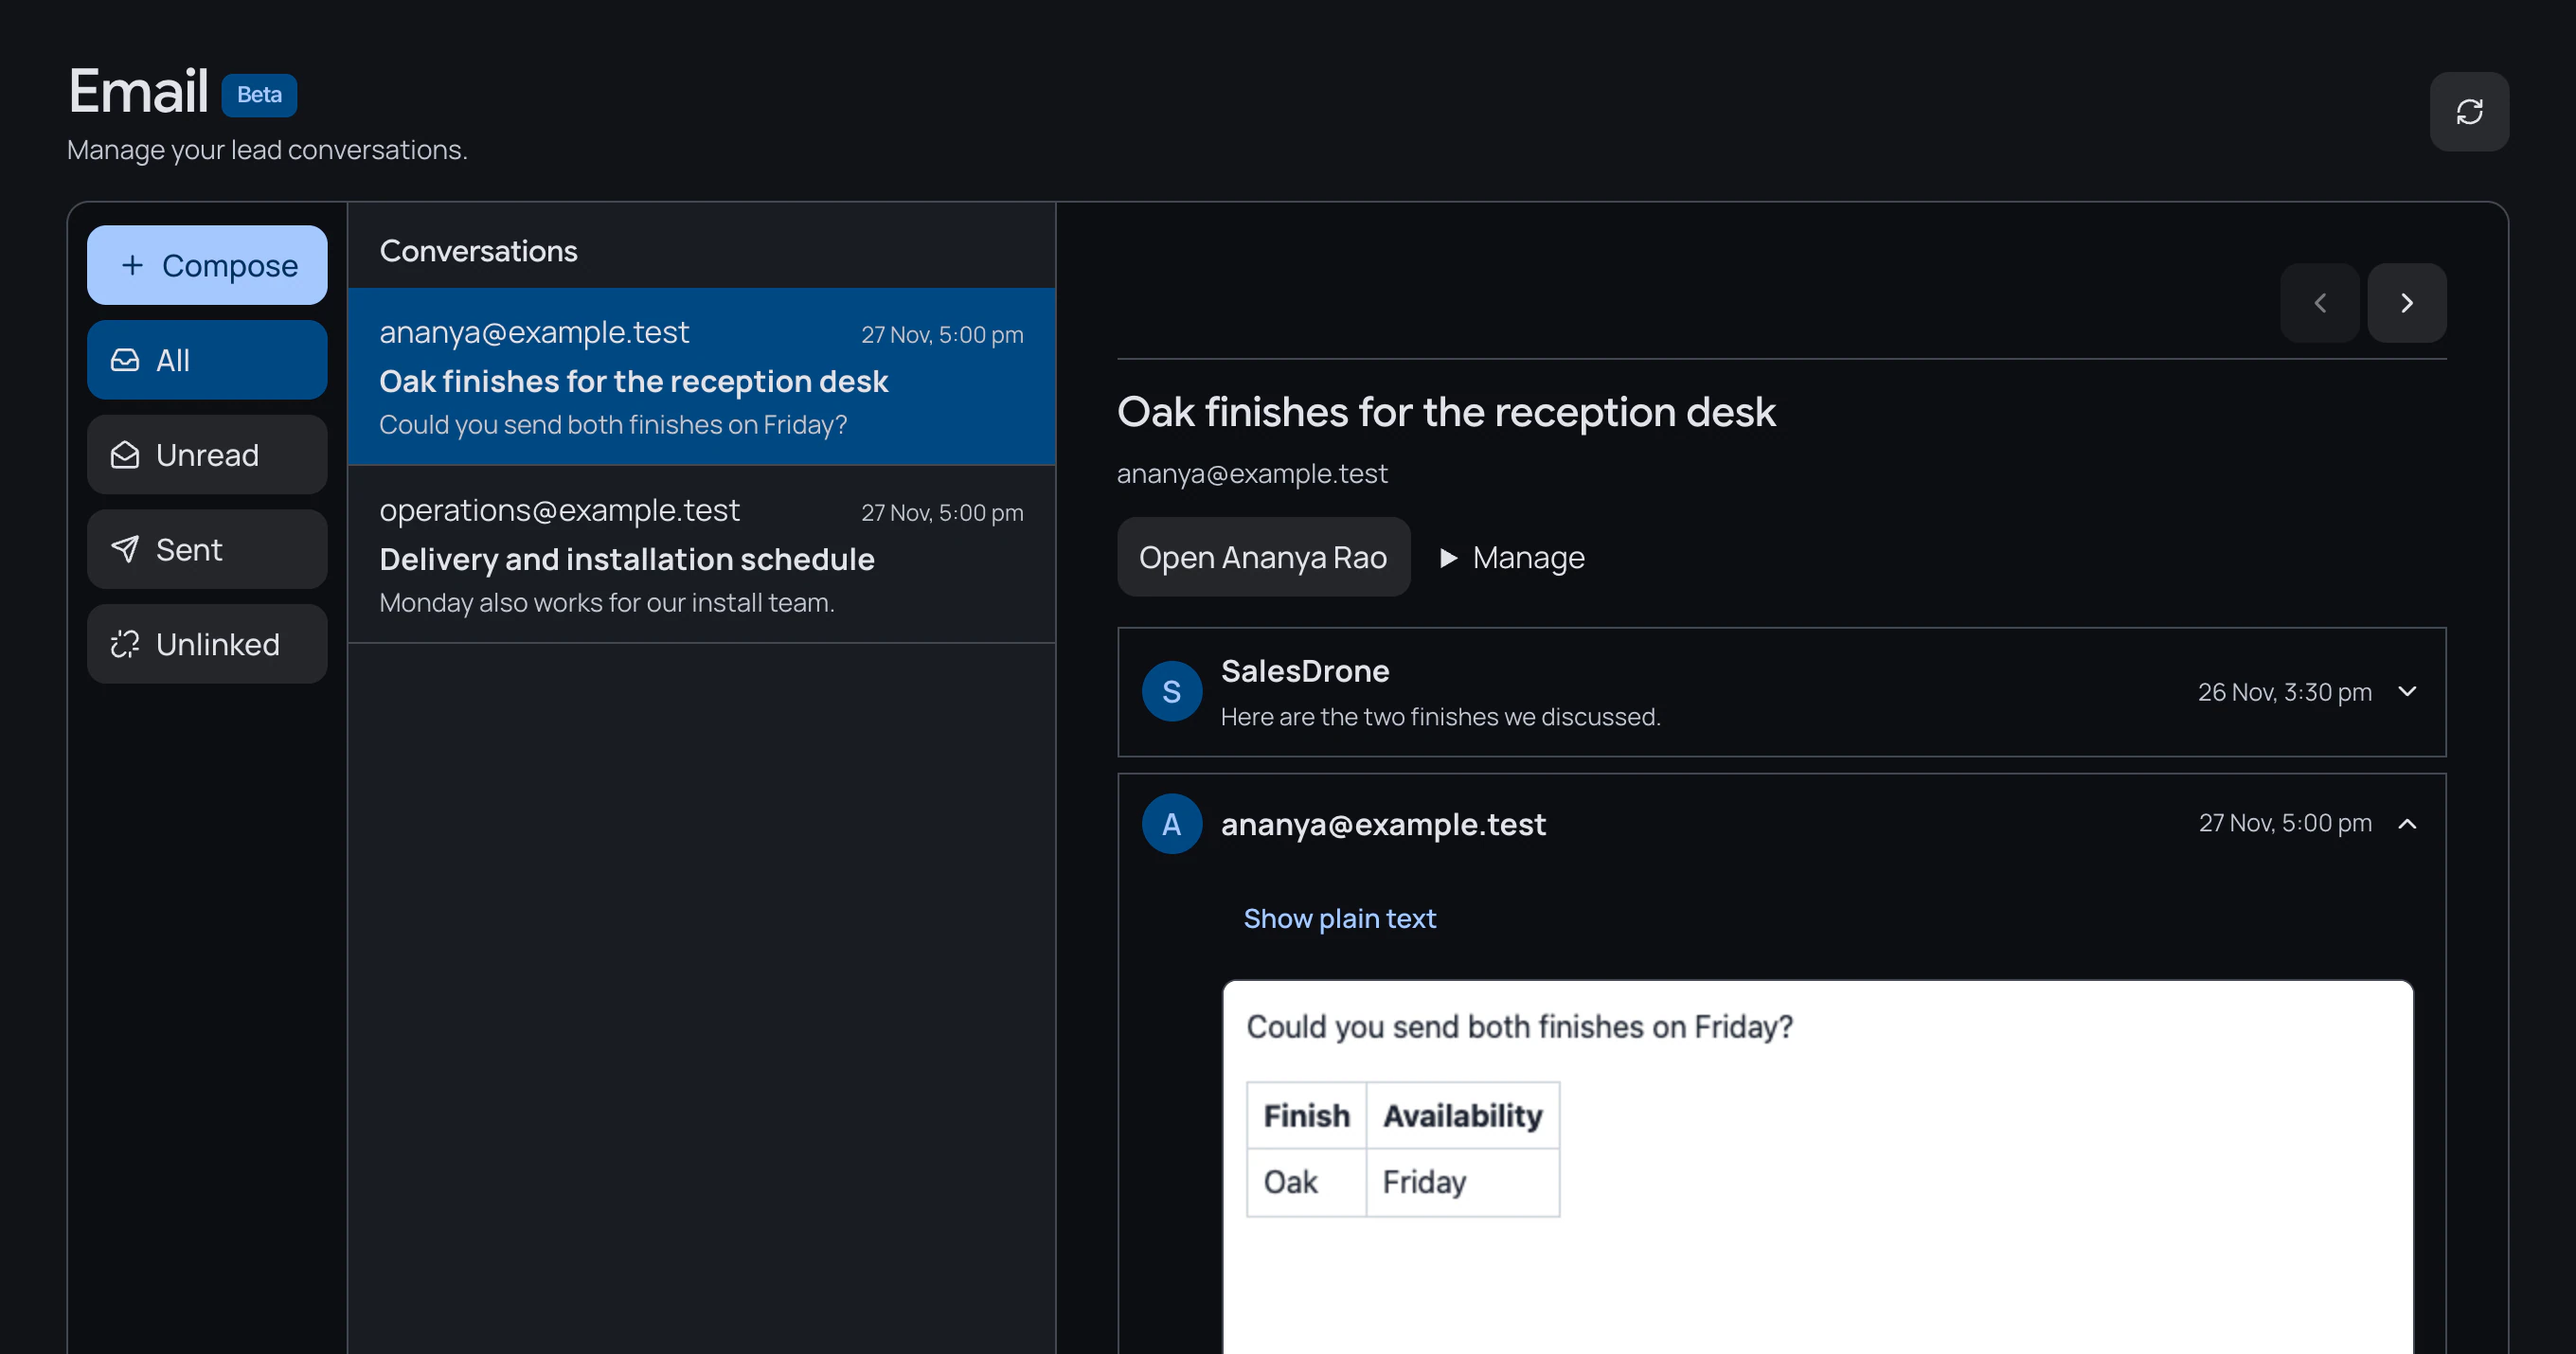 Email Beta
Manage your lead conversations.
Compose
All
Unread
Sent
Unlinked
Conversations
ananya@example.test 27 Nov, 5:00 pm
Oak finishes for the reception desk
Could you send both finishes on Friday?
operations@example.test 27 Nov, 5:00 pm
Delivery and installation schedule
Monday also works for our install team.
Oak finishes for the reception desk
ananya@example.test
Open Ananya Rao Manage
S SalesDrone 26 Nov, 3:30 pm
Here are the two finishes we discussed.
A ananya@example.test 27 Nov, 5:00 pm
Show plain text
Could you send both finishes on Friday?
Finish Availability
Oak Friday